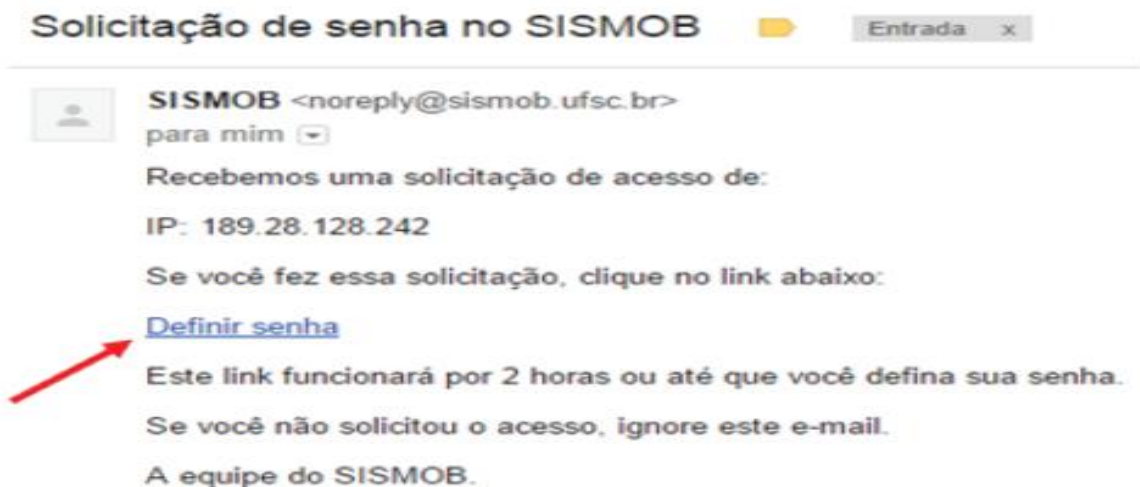 Solicitação de senha no SISMOB Entrada x
SISMOB <noreply@sismob.ufsc.br>
para mim
Recebemos uma solicitação de acesso de:
IP: 189.28.128.242
Se você fez essa solicitação, clique no link abaixo:
Definir senha
Este link funcionará por 2 horas ou até que você defina sua senha.
Se você não solicitou o acesso, ignore este e-mail.
A equipe do SISMOB.